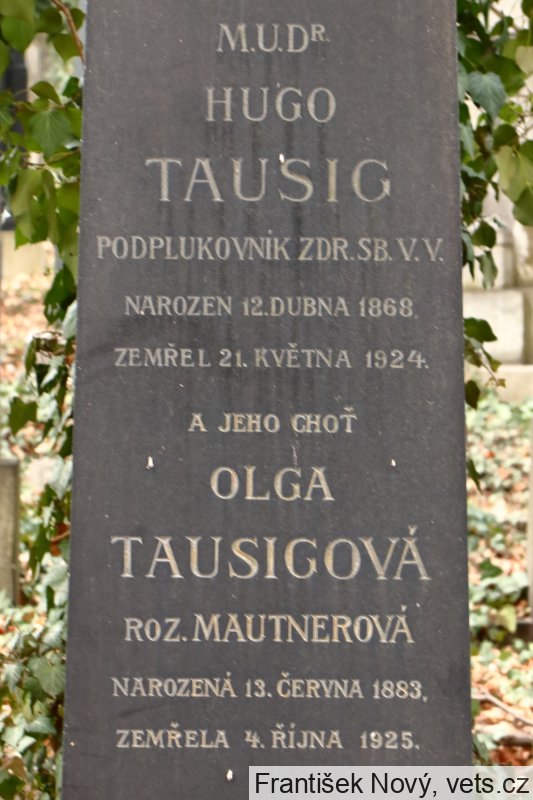 M.U.DR.
HUGO
TAUSIG
PODPLUKOVNÍK ZDR. SB. V. V.
NAROZEN 12. DUBNA 1868.
ZEMŘEL 21. KVĚTNA 1924.
A JEHO CHOŤ
OLGA
TAUSIGOVÁ
ROZ. MAUTNEROVÁ
NAROZENÁ 13. ČERVNA 1883,
ZEMŘELA 4. ŘÍJNA 1925.
František Nový, vets.cz